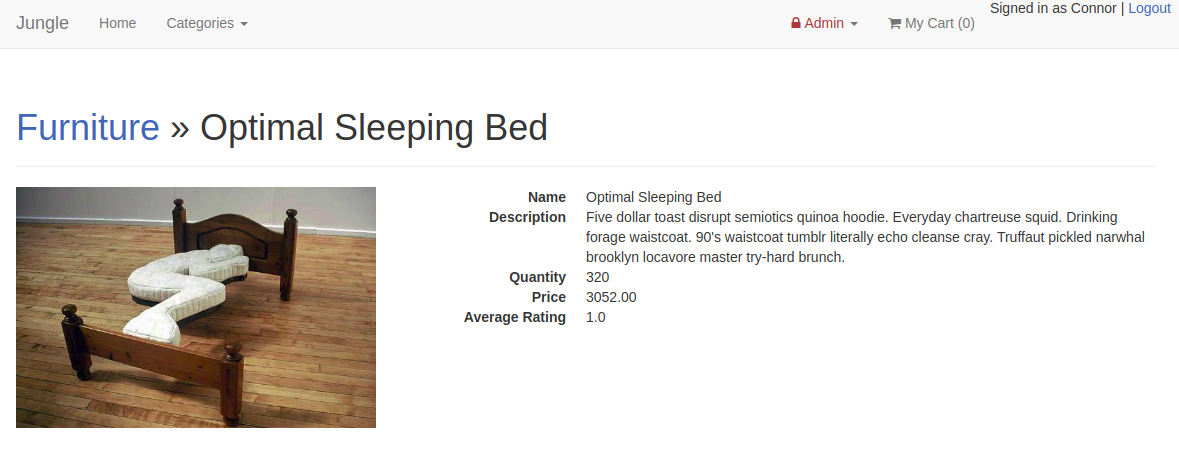 Jungle Home Categories Admin My Cart (0) Signed in as Connor | Logout
Furniture » Optimal Sleeping Bed
Name Optimal Sleeping Bed
Description Five dollar toast disrupt semiotics quinoa hoodie. Everyday chartreuse squid. Drinking
forage waistcoat. 90's waistcoat tumblr literally echo cleanse cray. Truffaut pickled narwhal
brooklyn locavore master try-hard brunch.
Quantity 320
Price 3052.00
Average Rating 1.0